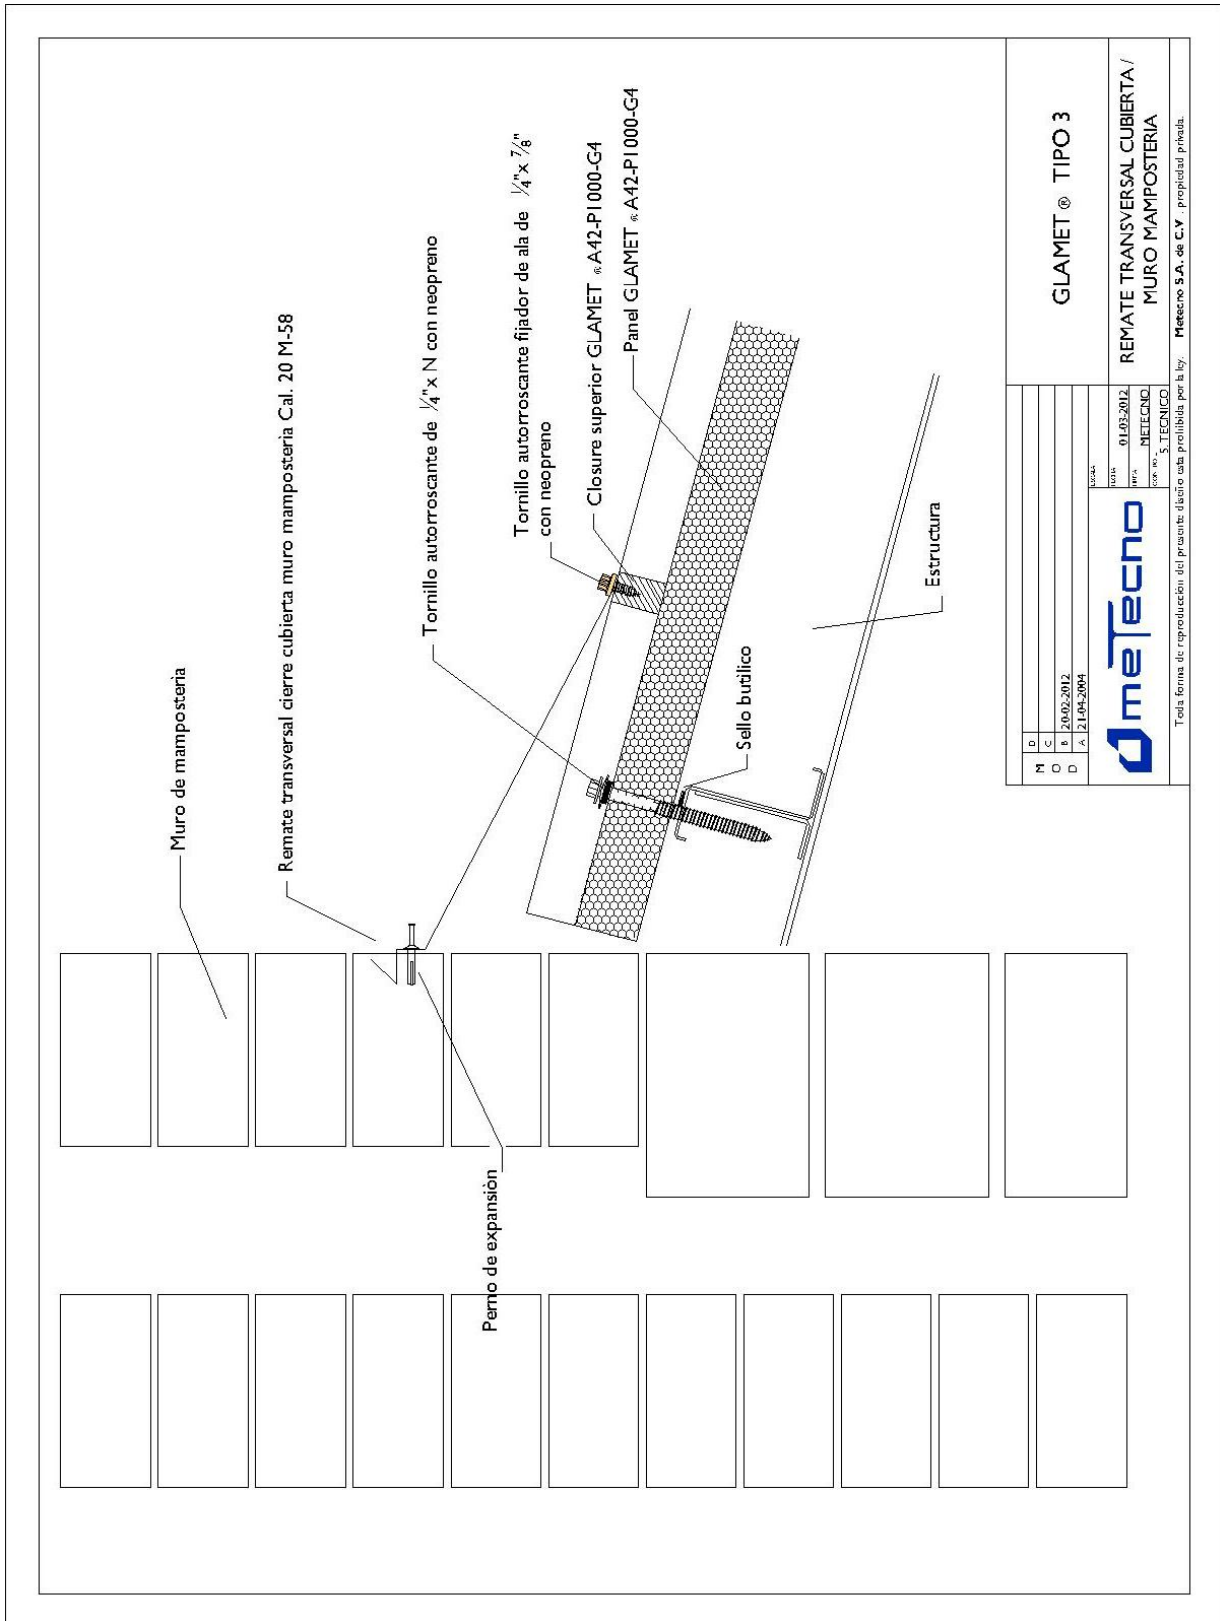 Muro de mamposterìa
Remate transversal cierre cubierta muro mamposteria Cal. 20 M-58
Tornillo autorroscante de ¼"x N con neopreno
Tornillo autorroscante fijador de ala de ¼"x ⅞"
con neopreno
Closure superior GLAMET ® A42-P1000-G4
Panel GLAMET ® A42-P1000-G4
Perno de expansiòn
Sello butilico
Estructura
GLAMET ® TIPO 3
REMATE TRANSVERSAL CUBIERTA /
MURO MAMPOSTERIA
M
O
D
D
C
B 20-02-2012
A 21-04-2004
meTecno
ESCALA
FECHA
01-03-2012
METECNO
S. TECNICO
Toda forma de reproducciòn del presente diseño esta prohibida por la ley. Metecno S.A. de C.V. propiedad privada.